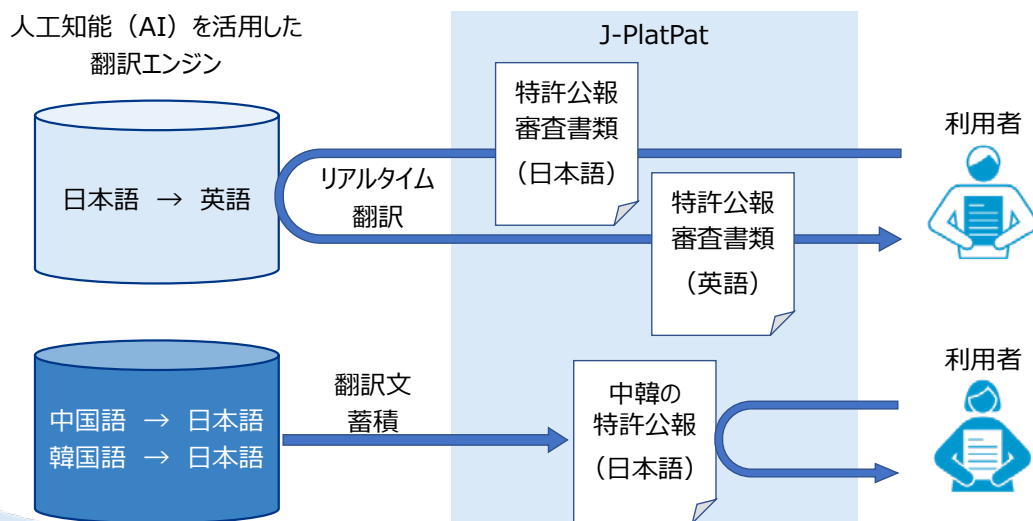 人工知能（AI）を活用した
翻訳エンジン
J-PlatPat
日本語 → 英語
リアルタイム
翻訳
特許公報
審査書類
（日本語）
特許公報
審査書類
（英語）
利用者
中国語 → 日本語
韓国語 → 日本語
翻訳文
蓄積
中韓の
特許公報
（日本語）
利用者